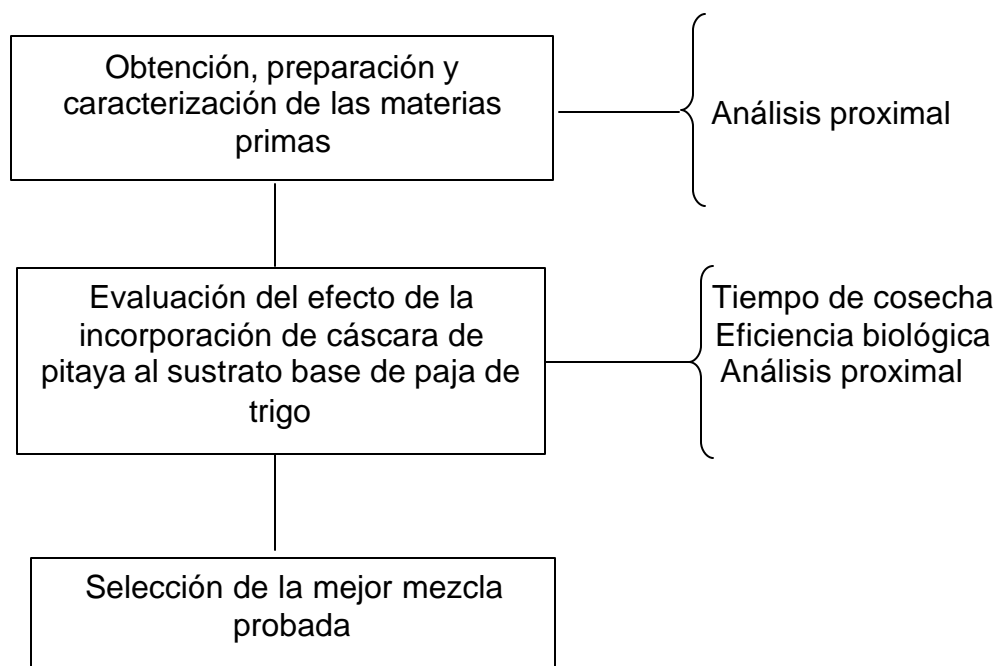 Obtención, preparación y
caracterización de las materias
primas
Análisis proximal
Evaluación del efecto de la
incorporación de cáscara de
pitaya al sustrato base de paja de
trigo
Tiempo de cosecha
Eficiencia biológica
Análisis proximal
Selección de la mejor mezcla
probada